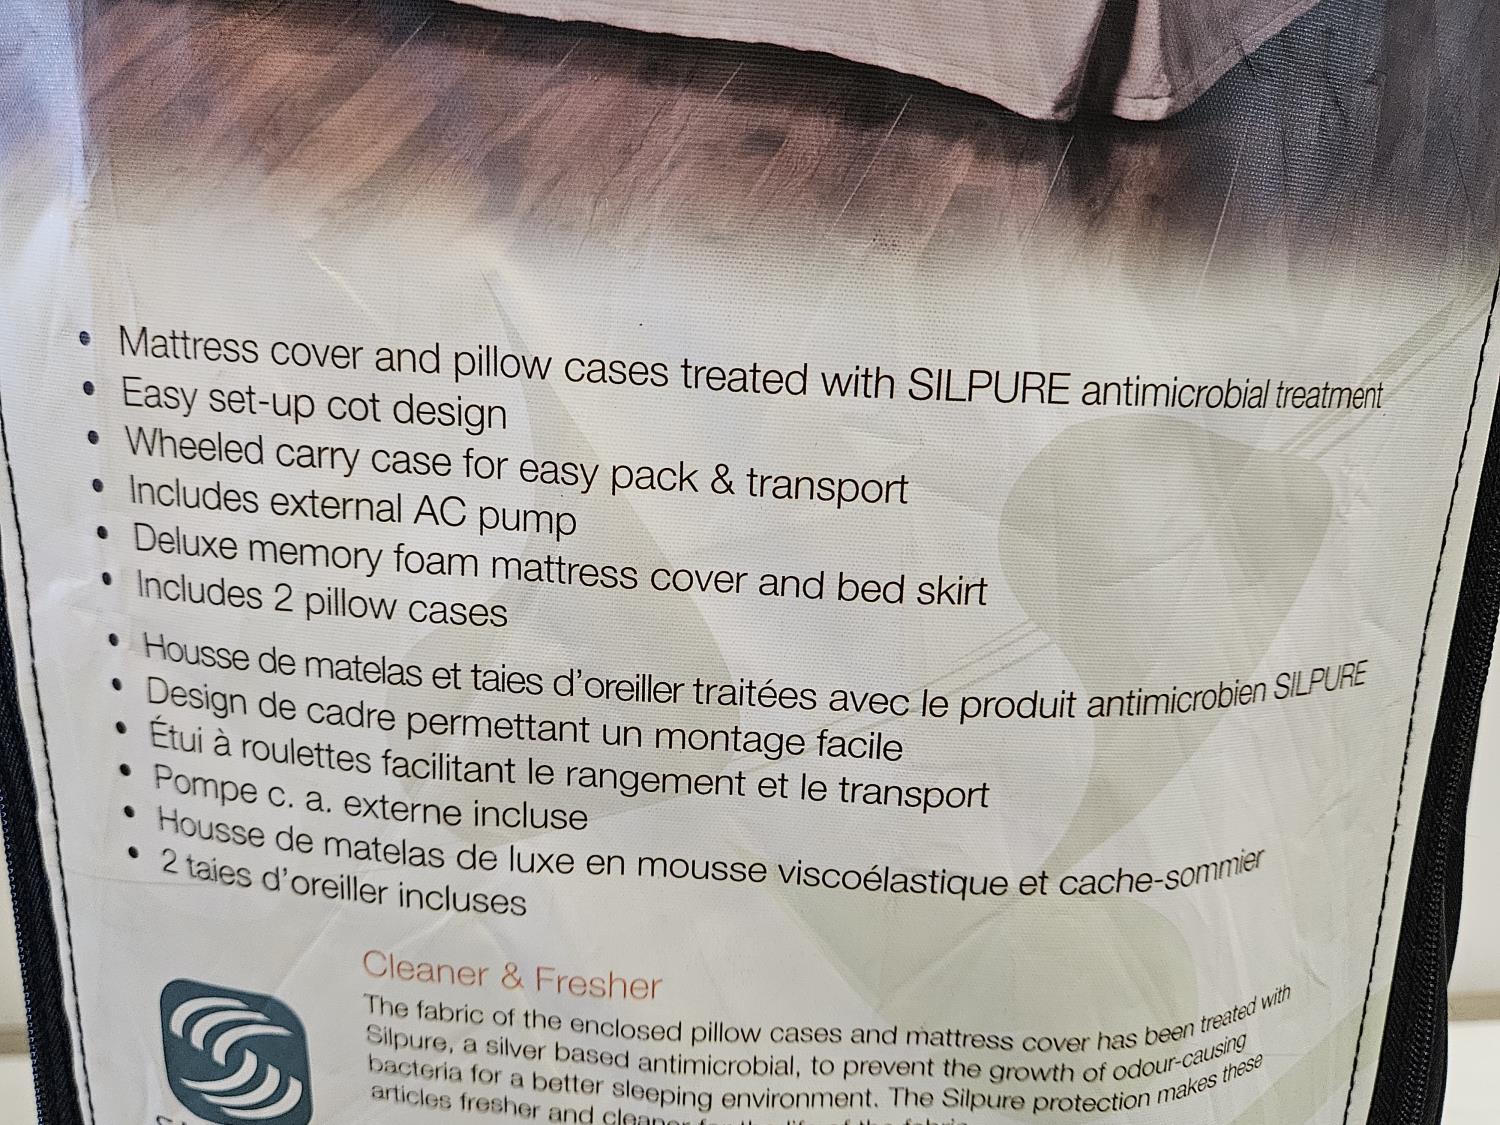 • Mattress cover and pillow cases treated with SILPURE antimicrobial treatment
• Easy set-up cot design
• Wheeled carry case for easy pack & transport
• Includes external AC pump
• Deluxe memory foam mattress cover and bed skirt
• Includes 2 pillow cases
• Housse de matelas et taies d'oreiller traitées avec le produit antimicrobien SILPURE
• Design de cadre permettant un montage facile
• Étui à roulettes facilitant le rangement et le transport
• Pompe c. a. externe incluse
• Housse de matelas de luxe en mousse viscoélastique et cache-sommier
• 2 taies d'oreiller incluses
Cleaner & Fresher
The fabric of the enclosed pillow cases and mattress cover has been treated with
Silpure, a silver based antimicrobial, to prevent the growth of odour-causing
bacteria for a better sleeping environment. The Silpure protection makes these
articles fresher and cleaner